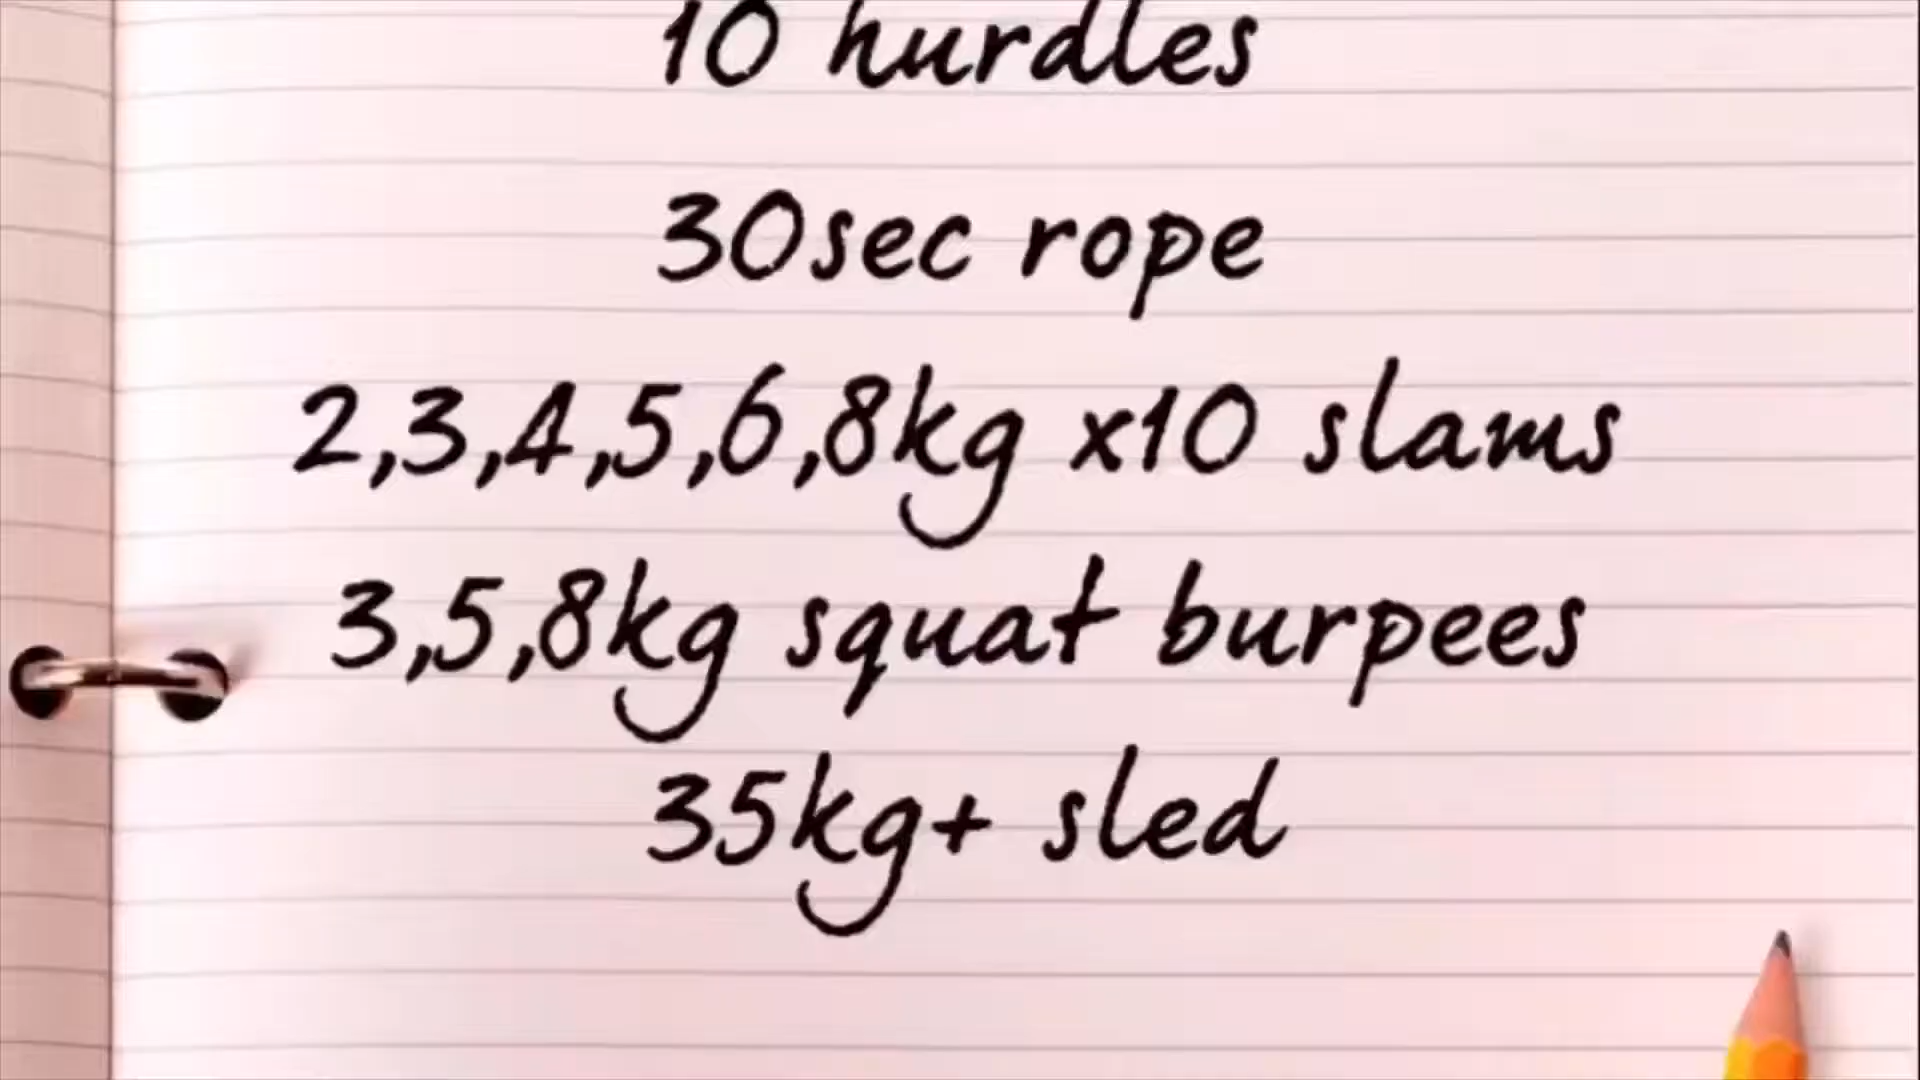 10 hurdles
30sec rope
2,3,4,5,6,8kg x10 slams
3,5,8kg squat burpees
35kg+ sled